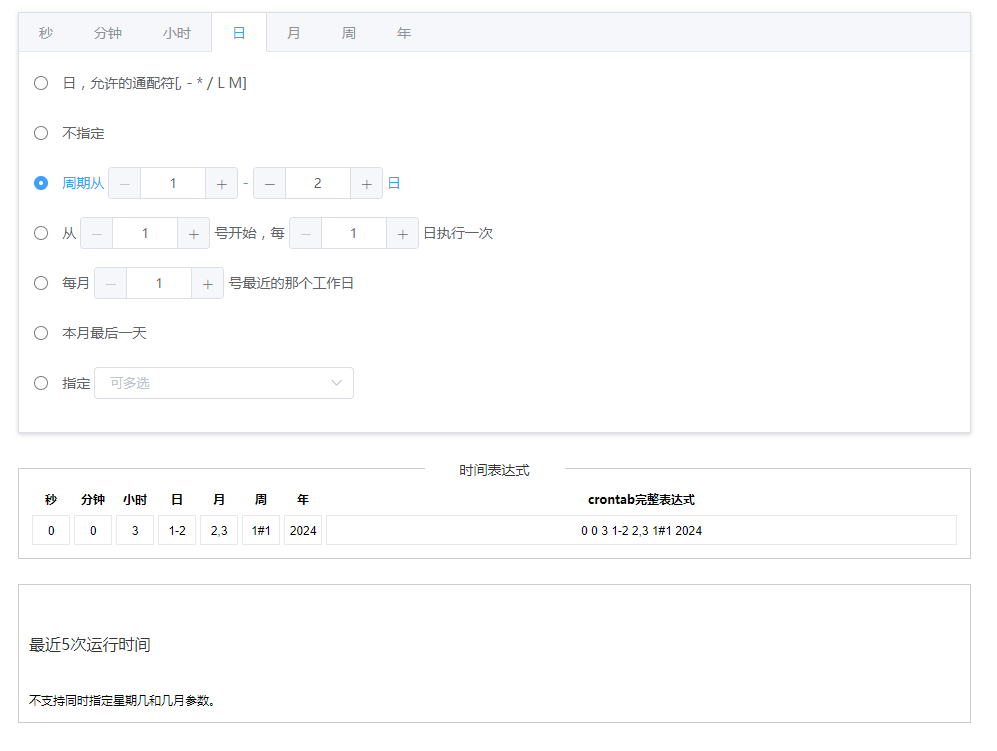 秒 分钟 小时 日 月 周 年
日，允许的通配符[, - * / L M]
不指定
周期从 － 1 ＋ - － 2 ＋ 日
从 － 1 ＋ 号开始，每 － 1 ＋ 日执行一次
每月 － 1 ＋ 号最近的那个工作日
本月最后一天
指定 可多选
时间表达式
秒 分钟 小时 日 月 周 年 crontab完整表达式
0 0 3 1-2 2,3 1#1 2024 0 0 3 1-2 2,3 1#1 2024
最近5次运行时间
不支持同时指定星期几和几月参数。